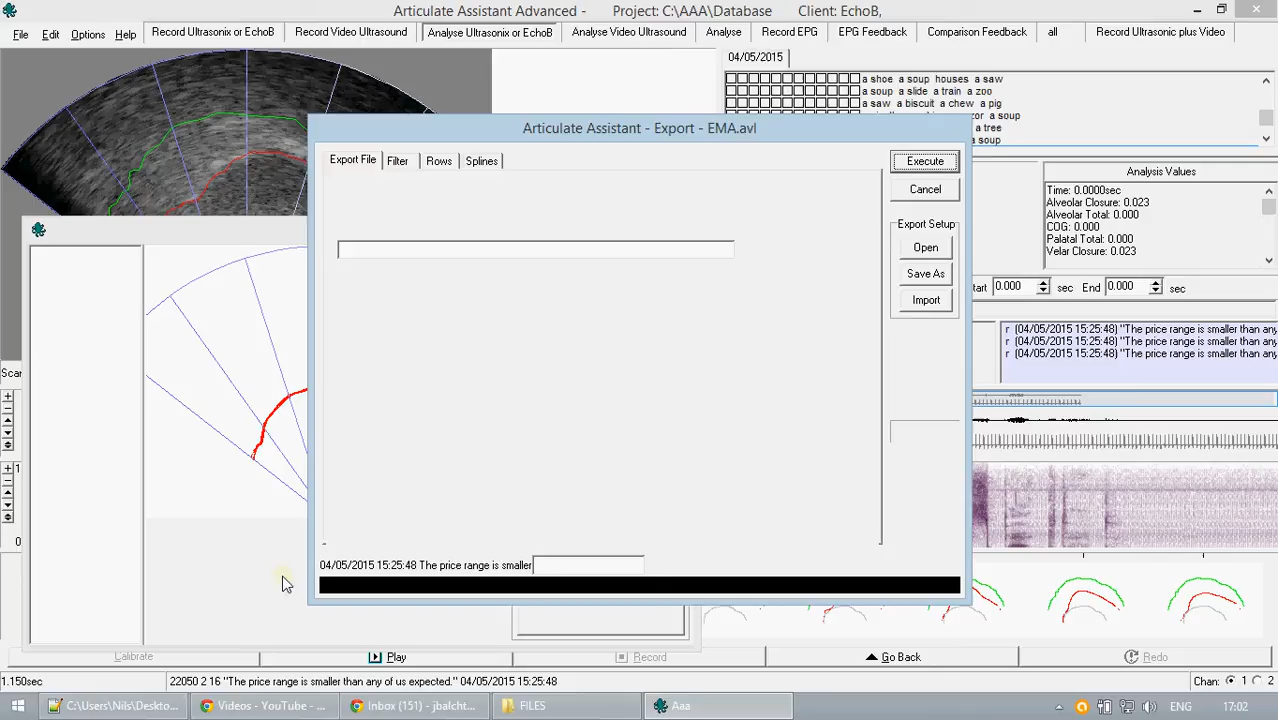 Articulate Assistant Advanced - Project: C:\AAA\Database Client: EchoB,
File Edit Options Help
Record Ultrasonix or EchoB
Record Video Ultrasound
Analyse Ultrasonix or EchoB
Analyse Video Ultrasound
Analyse
Record EPG
EPG Feedback
Comparison Feedback
all
Record Ultrasonic plus Video
04/05/2015
a shoe a soup houses a saw
a soup a slide a train a zoo
a saw a biscuit a chew a pig
zor a soup
a tree
a soup
Articulate Assistant - Export - EMA.avl
Export File
Filter
Rows
Splines
Execute
Cancel
Export Setup
Open
Save As
Import
04/05/2015 15:25:48 The price range is smaller
Analysis Values
Time: 0.0000sec
Alveolar Closure: 0.023
Alveolar Total: 0.000
COG: 0.000
Palatal Total: 0.000
Velar Closure: 0.023
tart 0.000 sec End 0.000 sec
r (04/05/2015 15:25:48) "The price range is smaller than any
r (04/05/2015 15:25:48) "The price range is smaller than any
r (04/05/2015 15:25:48) "The price range is smaller than any
Scar
1
0
Calibrate
Play
Record
Go Back
Redo
1.150sec
22050 2 16 "The price range is smaller than any of us expected." 04/05/2015 15:25:48
Chan: 1 2
C:\Users\Nils\Deskto...
Videos - YouTube - ...
Inbox (151) - jbalcht...
FILES
Aaa
ENG
17:02